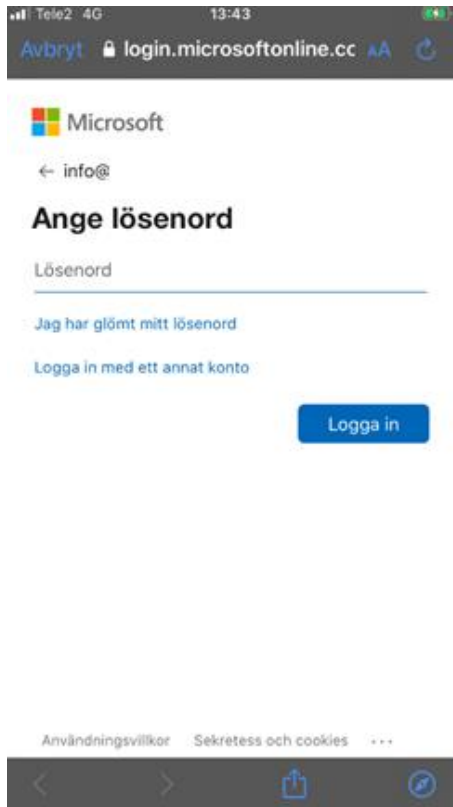 Tele2 4G 13:43
Avbryt login.microsoftonline.cc AA
Microsoft
← info@
Ange lösenord
Lösenord
Jag har glömt mitt lösenord
Logga in med ett annat konto
Logga in
Användningsvillkor Sekretess och cookies ...